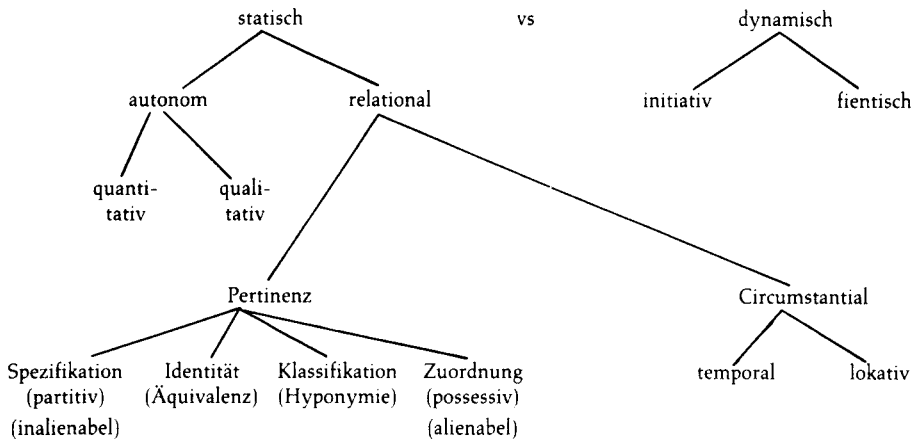 statisch vs dynamisch
autonom relational initiativ fientisch
quanti- quali-
tativ tativ
Pertinenz Circumstantial
Spezifikation Identität Klassifikation Zuordnung temporal lokativ
(partitiv) (Äquivalenz) (Hyponymie) (possessiv)
(inalienabel) (alienabel)